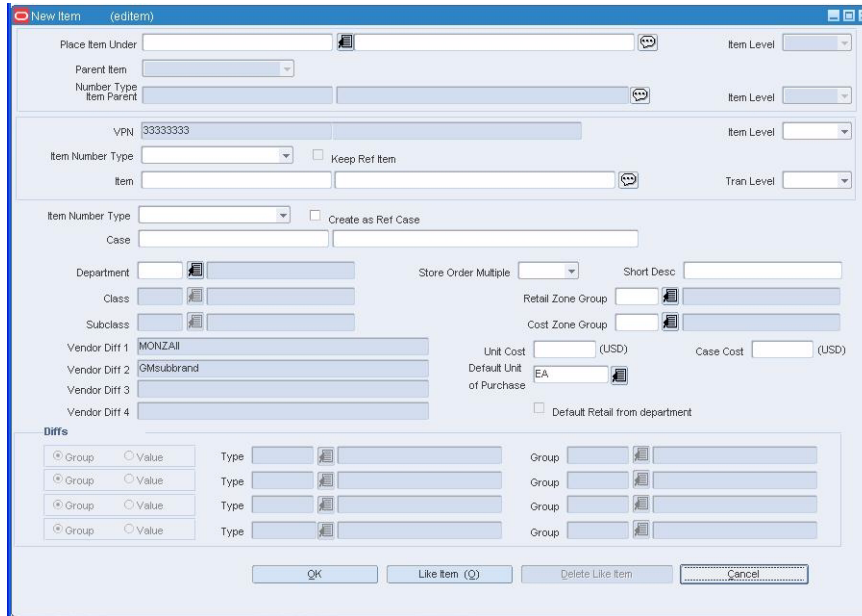 New Item (editem)
Place Item Under Item Level
Parent Item
Number Type
Item Parent Item Level
VPN 33333333 Item Level
Item Number Type Keep Ref Item
Item Tran Level
Item Number Type Create as Ref Case
Case
Department Store Order Multiple Short Desc
Class Retail Zone Group
Subclass Cost Zone Group
Vendor Diff 1 MONZAII Unit Cost (USD) Case Cost (USD)
Vendor Diff 2 GMsubbrand Default Unit
of Purchase EA
Vendor Diff 3
Vendor Diff 4 Default Retail from department
Diffs
Group Value Type Group
Group Value Type Group
Group Value Type Group
Group Value Type Group
OK Like Item (Q) Delete Like Item Cancel